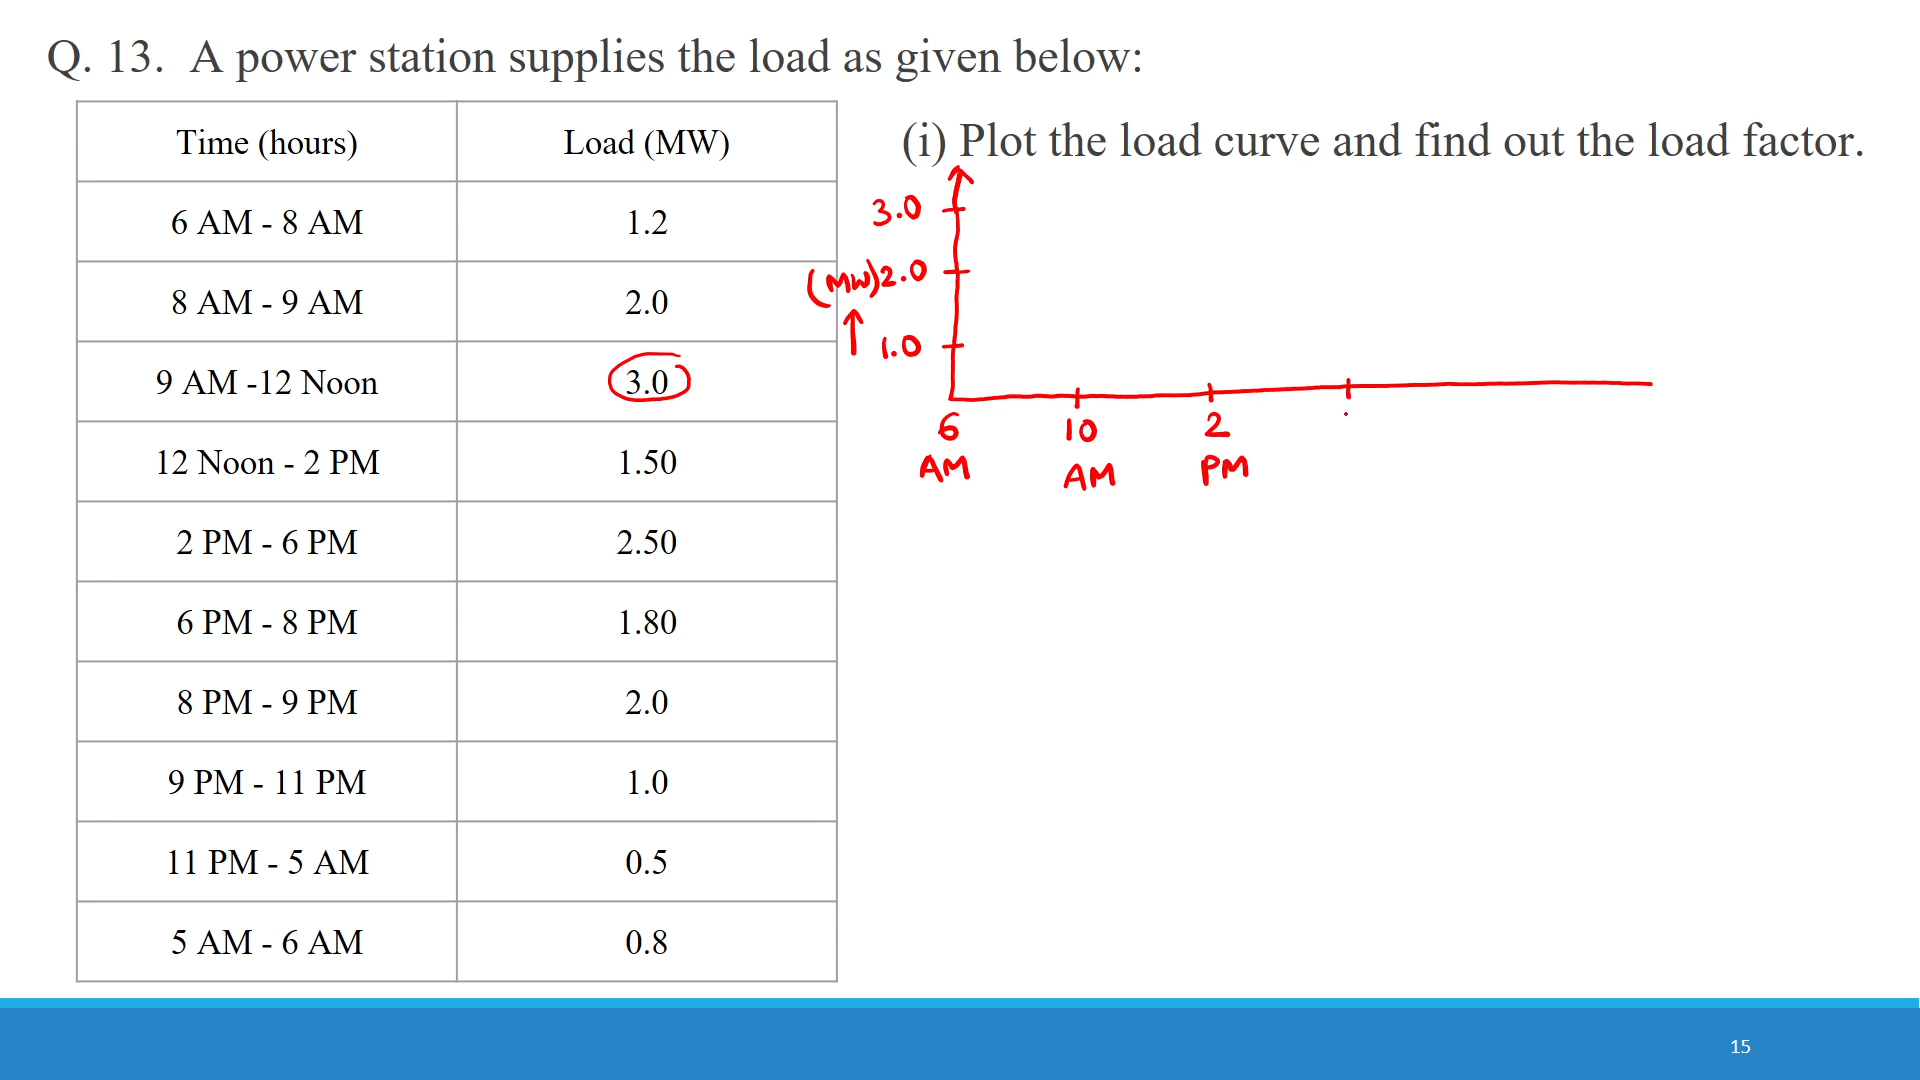 Q. 13. A power station supplies the load as given below:
(i) Plot the load curve and find out the load factor.
Time (hours) Load (MW)
6 AM - 8 AM 1.2
8 AM - 9 AM 2.0
9 AM -12 Noon 3.0
12 Noon - 2 PM 1.50
2 PM - 6 PM 2.50
6 PM - 8 PM 1.80
8 PM - 9 PM 2.0
9 PM - 11 PM 1.0
11 PM - 5 AM 0.5
5 AM - 6 AM 0.8
3.0
(MW) 2.0
1.0
6 10 2
AM AM PM
15